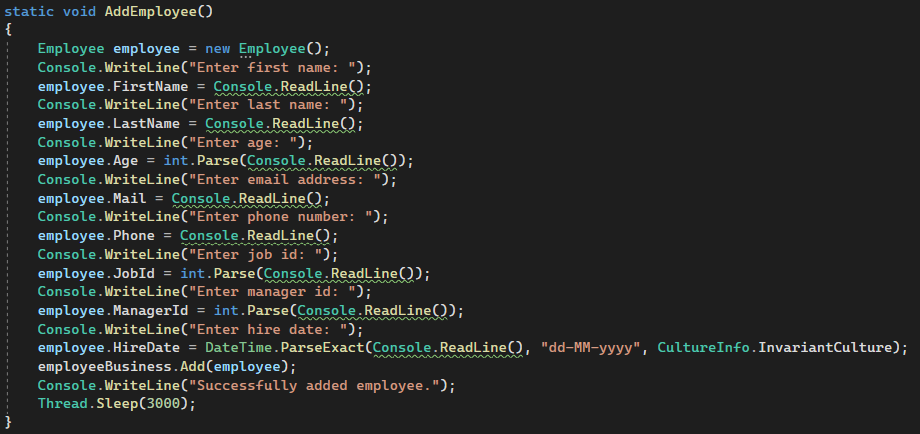 static void AddEmployee()
{
Employee employee = new Employee();
Console.WriteLine("Enter first name: ");
employee.FirstName = Console.ReadLine();
Console.WriteLine("Enter last name: ");
employee.LastName = Console.ReadLine();
Console.WriteLine("Enter age: ");
employee.Age = int.Parse(Console.ReadLine());
Console.WriteLine("Enter email address: ");
employee.Mail = Console.ReadLine();
Console.WriteLine("Enter phone number: ");
employee.Phone = Console.ReadLine();
Console.WriteLine("Enter job id: ");
employee.JobId = int.Parse(Console.ReadLine());
Console.WriteLine("Enter manager id: ");
employee.ManagerId = int.Parse(Console.ReadLine());
Console.WriteLine("Enter hire date: ");
employee.HireDate = DateTime.ParseExact(Console.ReadLine(), "dd-MM-yyyy", CultureInfo.InvariantCulture);
employeeBusiness.Add(employee);
Console.WriteLine("Successfully added employee.");
Thread.Sleep(3000);
}